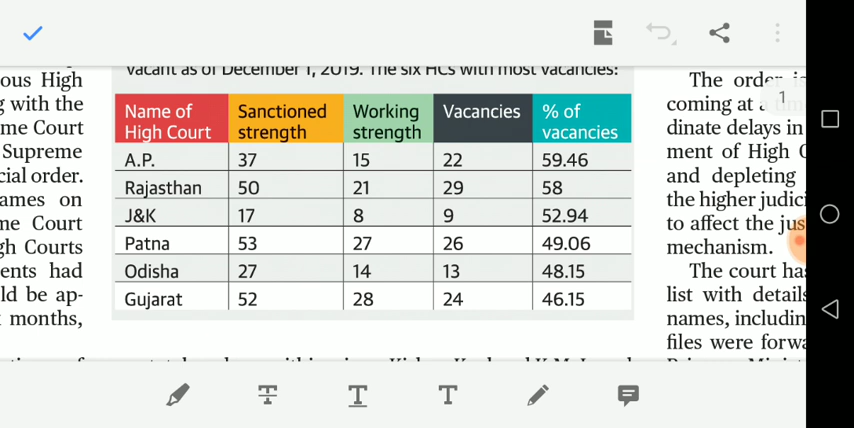 ous High
g with the
me Court
Supreme
cial order.
ames on
me Court
gh Courts
ents had
ld be ap-
months,
vacant as of December 1, 2019. The six HCs with most vacancies:
Name of High Court Sanctioned strength Working strength Vacancies % of vacancies
A.P. 37 15 22 59.46
Rajasthan 50 21 29 58
J&K 17 8 9 52.94
Patna 53 27 26 49.06
Odisha 27 14 13 48.15
Gujarat 52 28 24 46.15
The order is
coming at a
dinate delays in
ment of High C
and depleting
the higher judici
to affect the jus
mechanism.
The court has
list with details
names, including
files were forwa
1
T T T